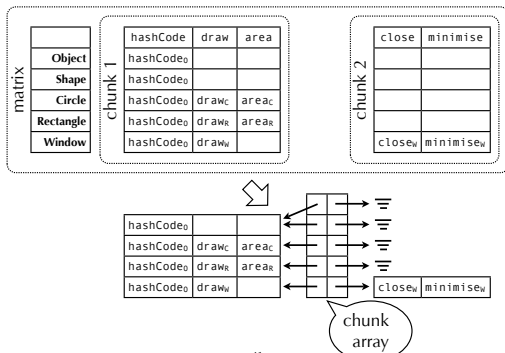 matrix
chunk 1
hashCode draw area
chunk 2
close minimise
Object hashCodeO
Shape hashCodeO
Circle hashCodeO drawC areaC
Rectangle hashCodeO drawR areaR
Window hashCodeO drawW closeW minimiseW
hashCodeO
hashCodeO drawC areaC
hashCodeO drawR areaR
hashCodeO drawW closeW minimiseW
chunk
array